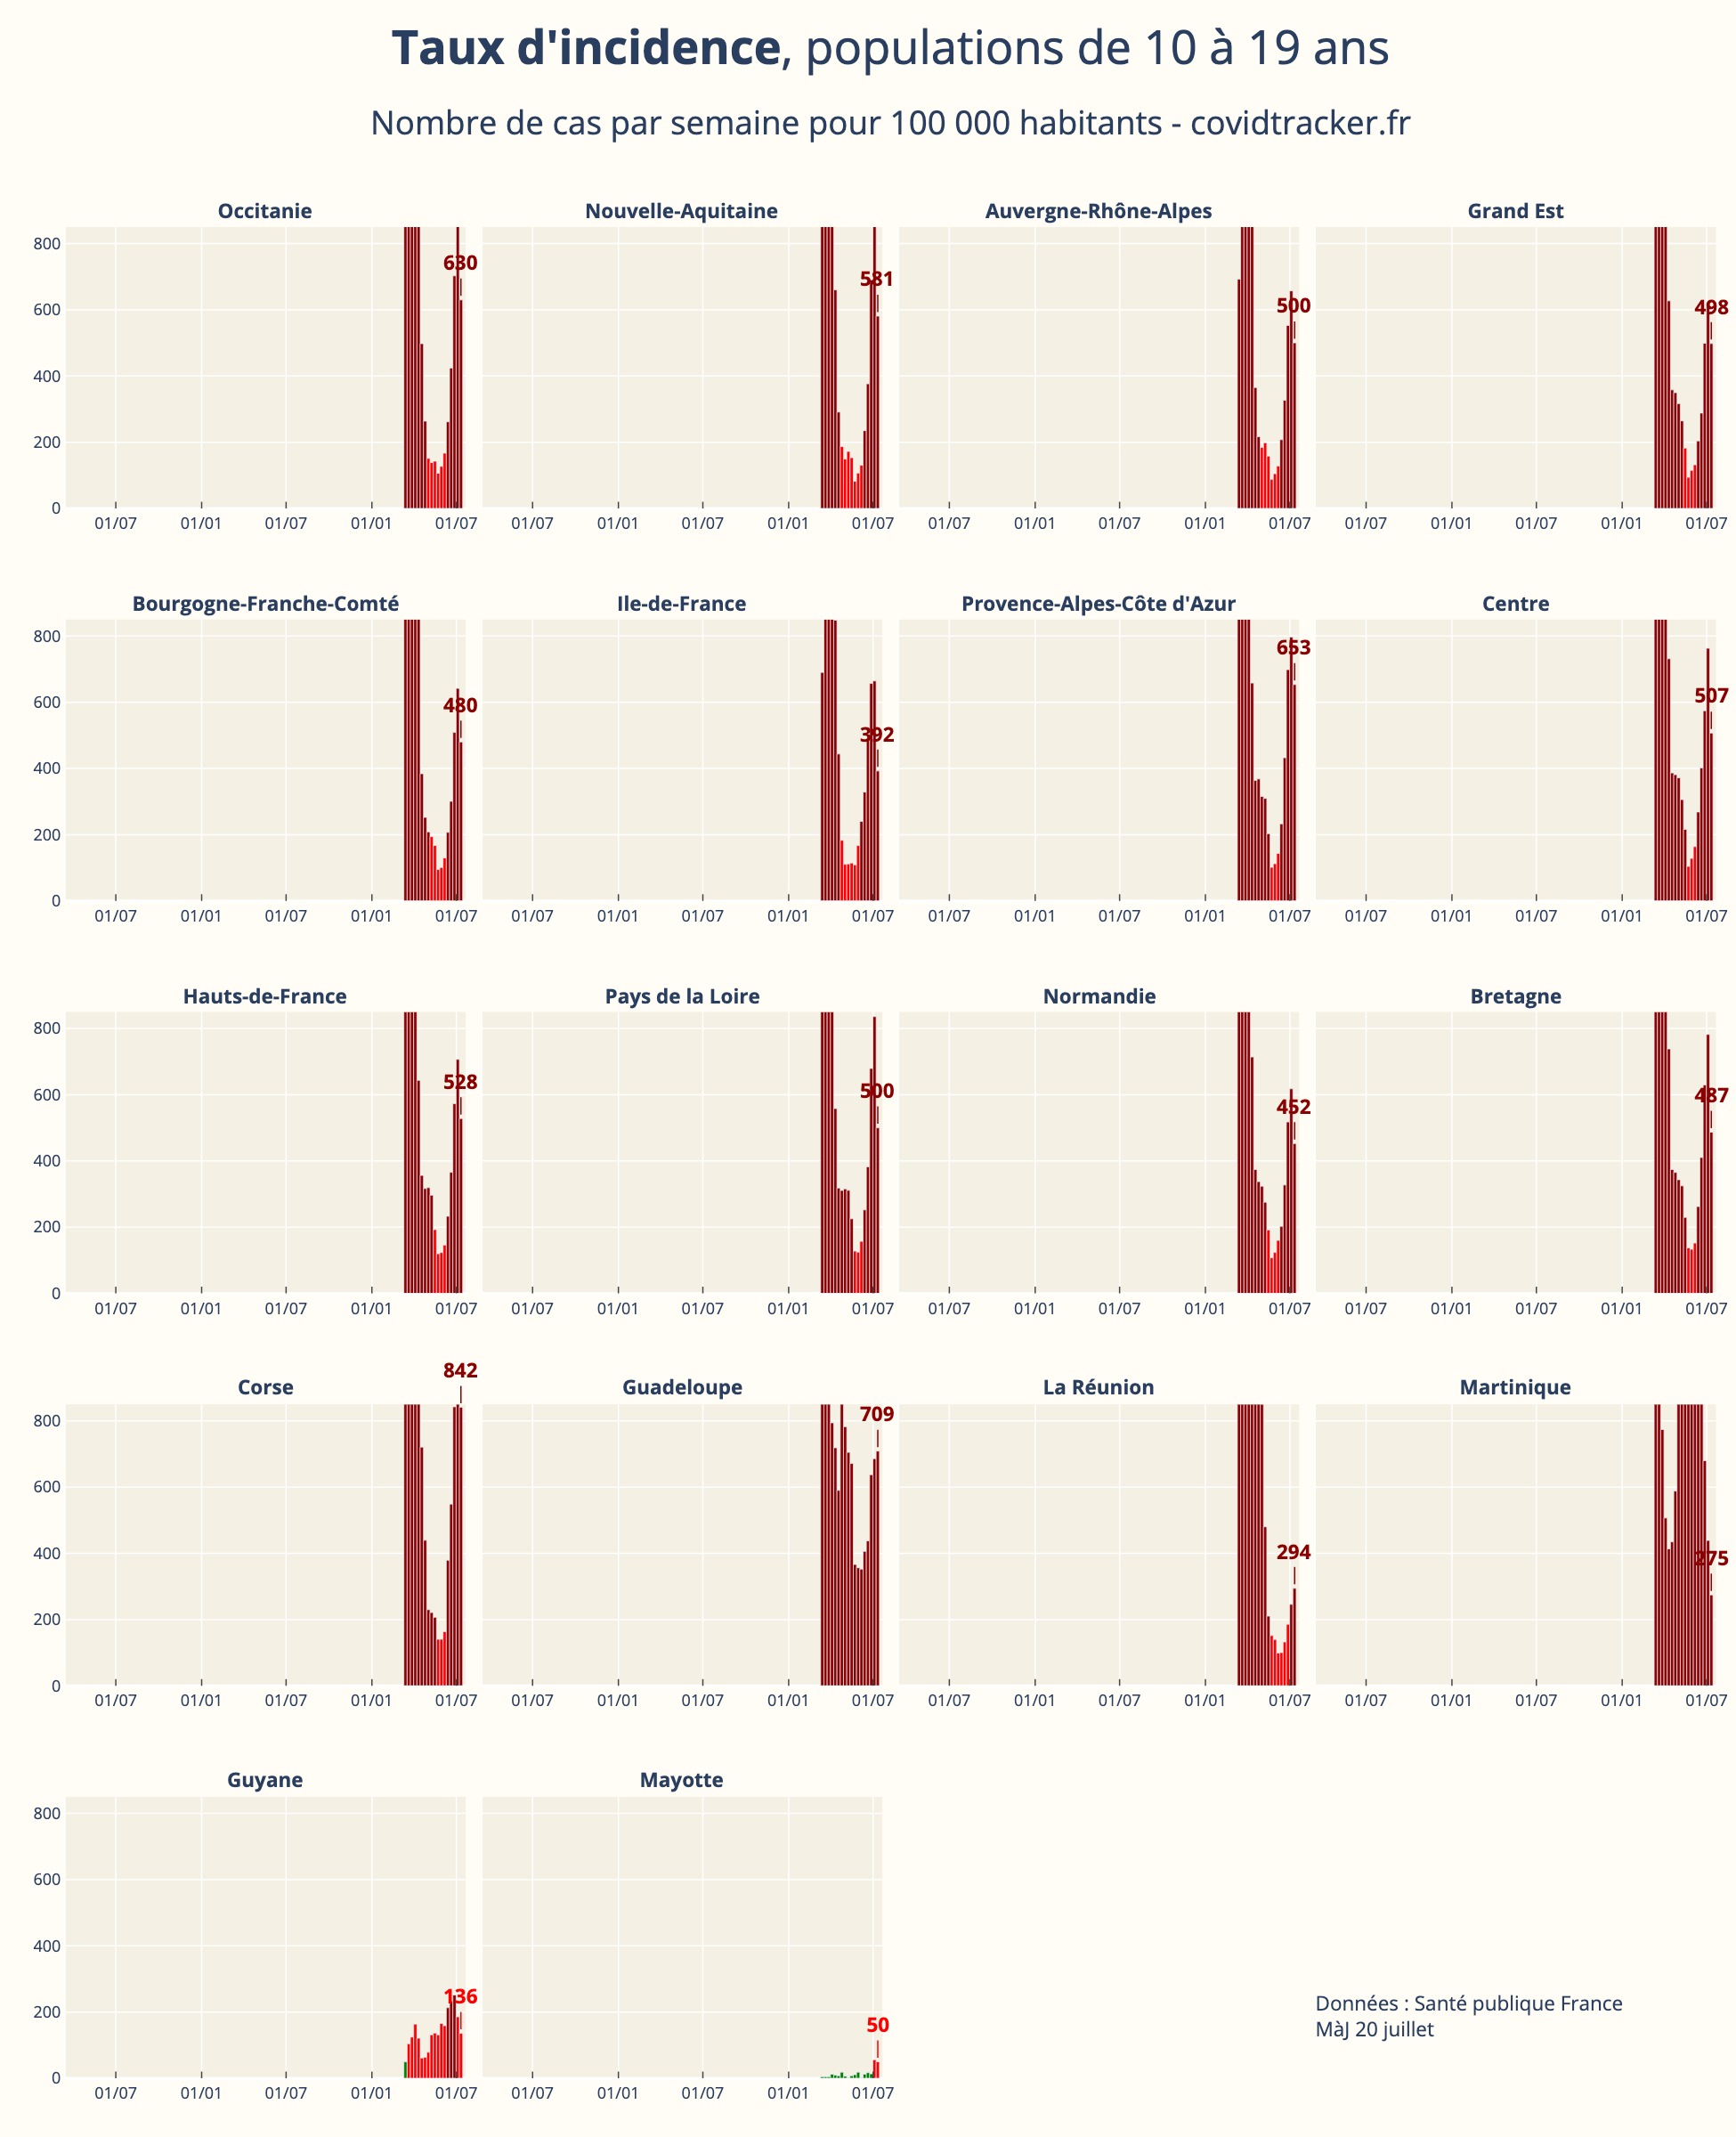 Taux d'incidence, populations de 10 à 19 ans
Nombre de cas par semaine pour 100 000 habitants - covidtracker.fr
Occitanie
Nouvelle-Aquitaine
Auvergne-Rhône-Alpes
Grand Est
800
600
400
200
0
630
581
500
498
01/07 01/01 01/07 01/01 01/07
01/07 01/01 01/07 01/01 01/07
01/07 01/01 01/07 01/01 01/07
01/07 01/01 01/07 01/01 01/07
Bourgogne-Franche-Comté
Ile-de-France
Provence-Alpes-Côte d'Azur
Centre
800
600
400
200
0
480
392
653
507
01/07 01/01 01/07 01/01 01/07
01/07 01/01 01/07 01/01 01/07
01/07 01/01 01/07 01/01 01/07
01/07 01/01 01/07 01/01 01/07
Hauts-de-France
Pays de la Loire
Normandie
Bretagne
800
600
400
200
0
528
500
452
487
01/07 01/01 01/07 01/01 01/07
01/07 01/01 01/07 01/01 01/07
01/07 01/01 01/07 01/01 01/07
01/07 01/01 01/07 01/01 01/07
Corse
Guadeloupe
La Réunion
Martinique
800
600
400
200
0
842
709
294
275
01/07 01/01 01/07 01/01 01/07
01/07 01/01 01/07 01/01 01/07
01/07 01/01 01/07 01/01 01/07
01/07 01/01 01/07 01/01 01/07
Guyane
Mayotte
800
600
400
200
0
136
50
01/07 01/01 01/07 01/01 01/07
01/07 01/01 01/07 01/01 01/07
Données : Santé publique France
MàJ 20 juillet